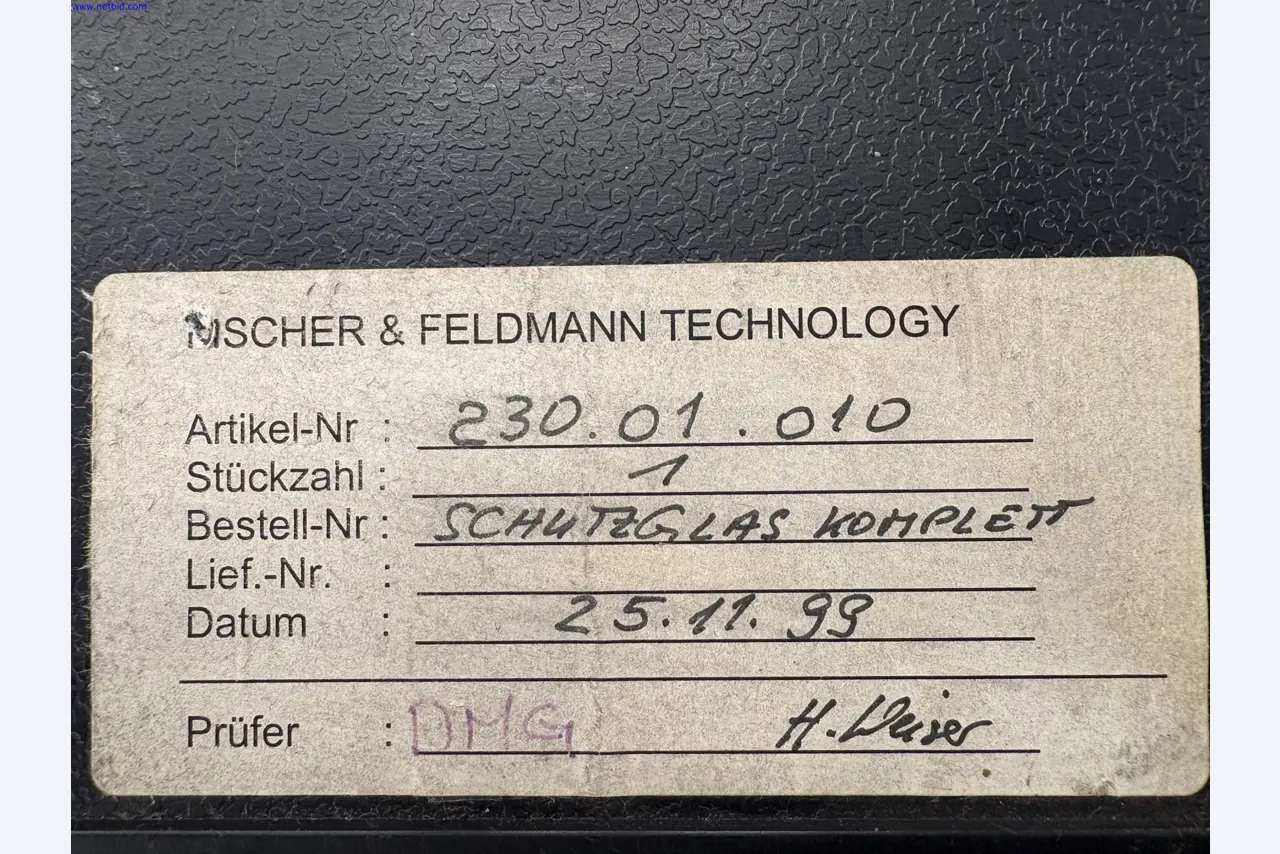 www.netbid.com
& FELDMANN TECHNOLOGY
Artikel-Nr : 230.01.010
Stückzahl : 1
Bestell-Nr : SCHUTZGLAS KOMPLETT
Lief.-Nr. :
Datum : 25.11.99
Prüfer : DMG H.